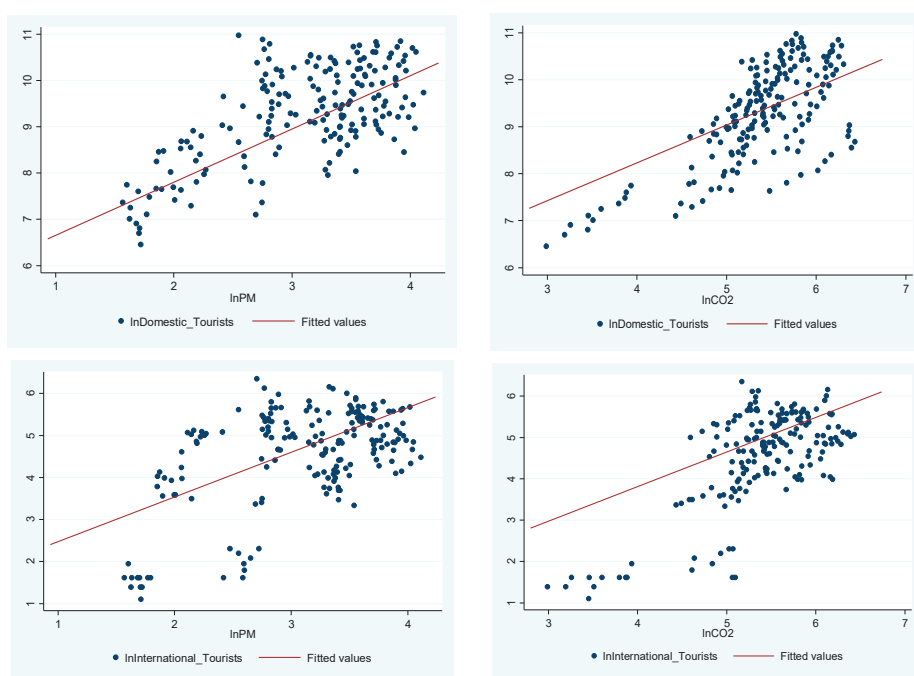 11
10
9
8
7
6
1 2 3 4
lnPM
lnDomestic_Tourists Fitted values
11
10
9
8
7
6
3 4 5 6 7
lnCO2
lnDomestic_Tourists Fitted values
6
5
4
3
2
1
1 2 3 4
lnPM
lnInternational_Tourists Fitted values
6
5
4
3
2
1
3 4 5 6 7
lnCO2
lnInternational_Tourists Fitted values